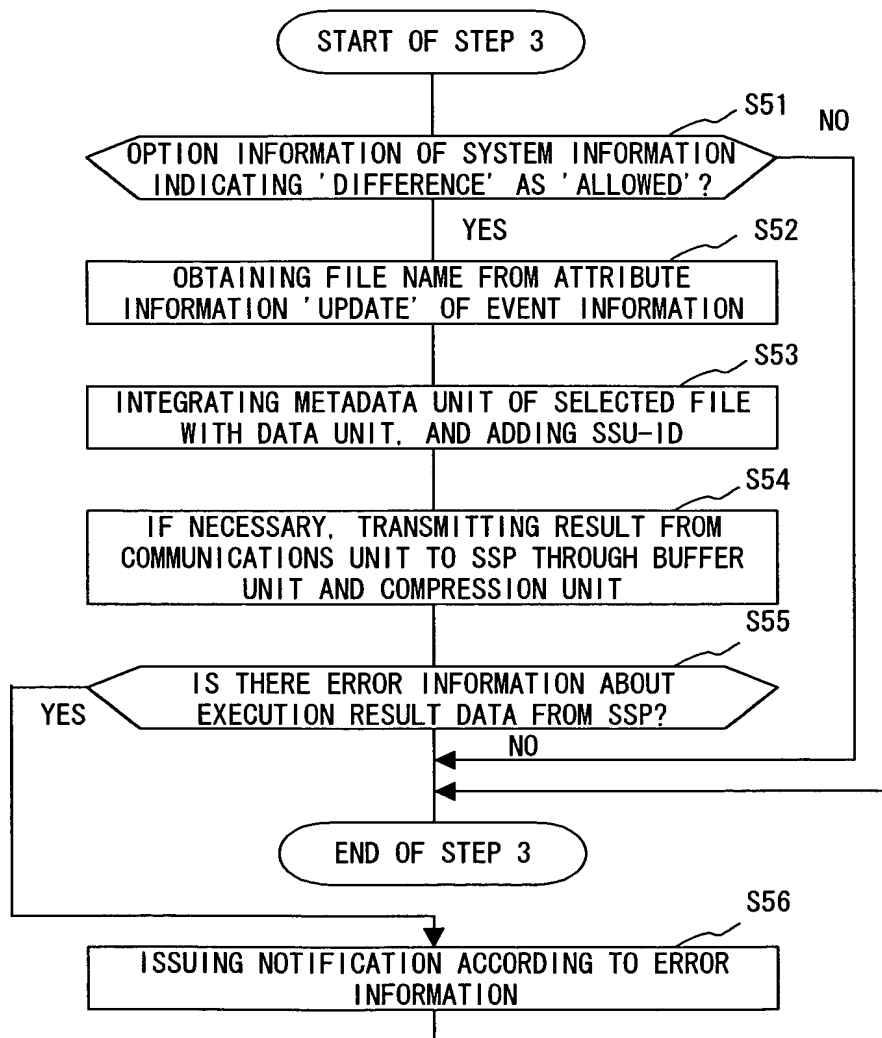 START OF STEP 3
S51
NO
OPTION INFORMATION OF SYSTEM INFORMATION
INDICATING 'DIFFERENCE' AS 'ALLOWED'?
YES
S52
OBTAINING FILE NAME FROM ATTRIBUTE
INFORMATION 'UPDATE' OF EVENT INFORMATION
S53
INTEGRATING METADATA UNIT OF SELECTED FILE
WITH DATA UNIT, AND ADDING SSU-ID
S54
IF NECESSARY, TRANSMITTING RESULT FROM
COMMUNICATIONS UNIT TO SSP THROUGH BUFFER
UNIT AND COMPRESSION UNIT
S55
IS THERE ERROR INFORMATION ABOUT
EXECUTION RESULT DATA FROM SSP?
YES
NO
END OF STEP 3
S56
ISSUING NOTIFICATION ACCORDING TO ERROR
INFORMATION